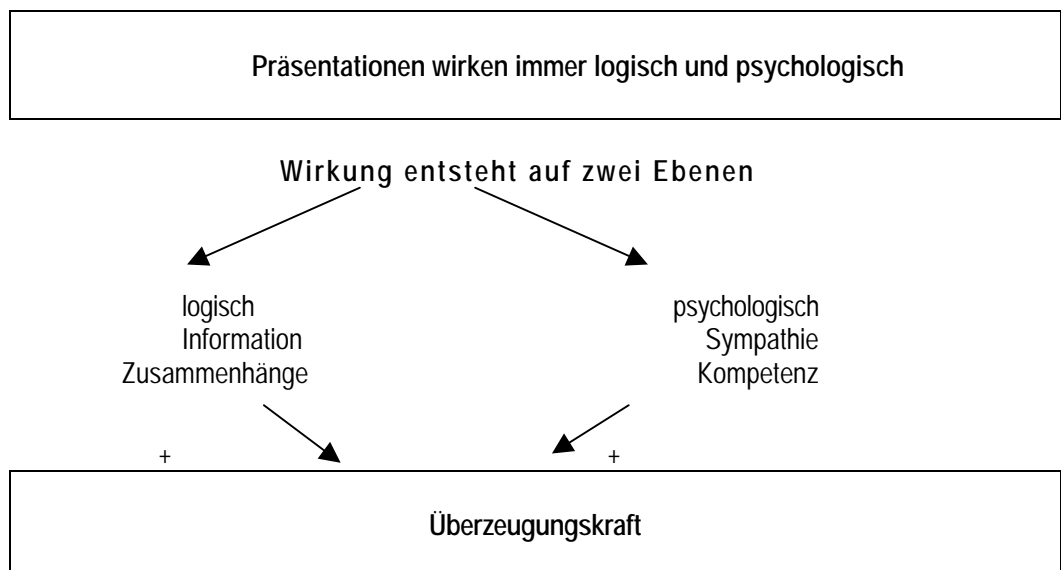 Präsentationen wirken immer logisch und psychologisch
Wirkung entsteht auf zwei Ebenen
logisch
Information
Zusammenhänge
psychologisch
Sympathie
Kompetenz
+
+
Überzeugungskraft